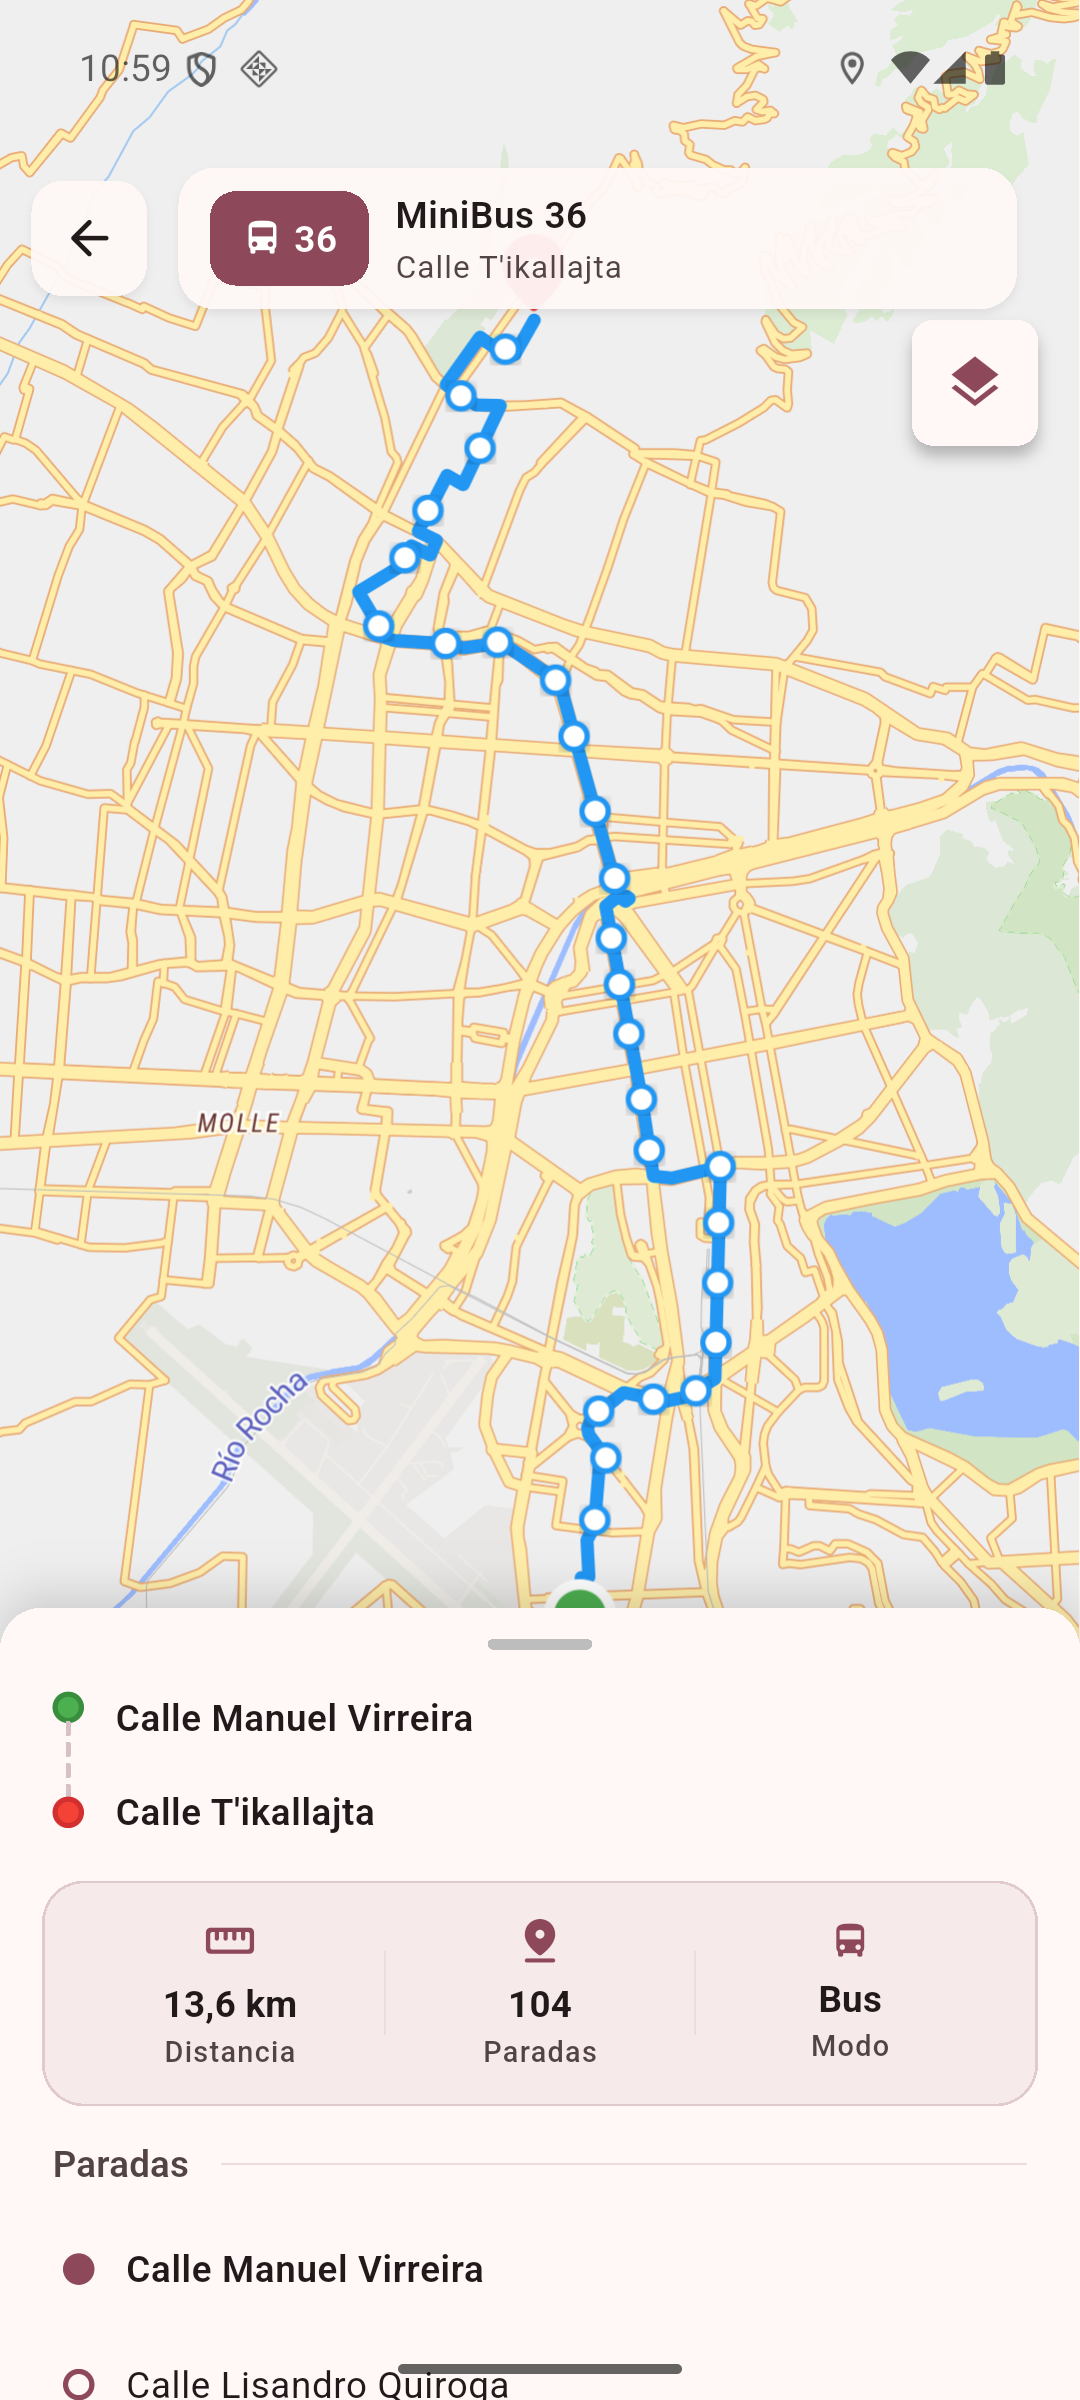 10:59
36
MiniBus 36
Calle T'ikallajta
MOLLE
Río Rocha
Calle Manuel Virreira
Calle T'ikallajta
13,6 km
Distancia
104
Paradas
Bus
Modo
Paradas
Calle Manuel Virreira
Calle Lisandro Quiroga